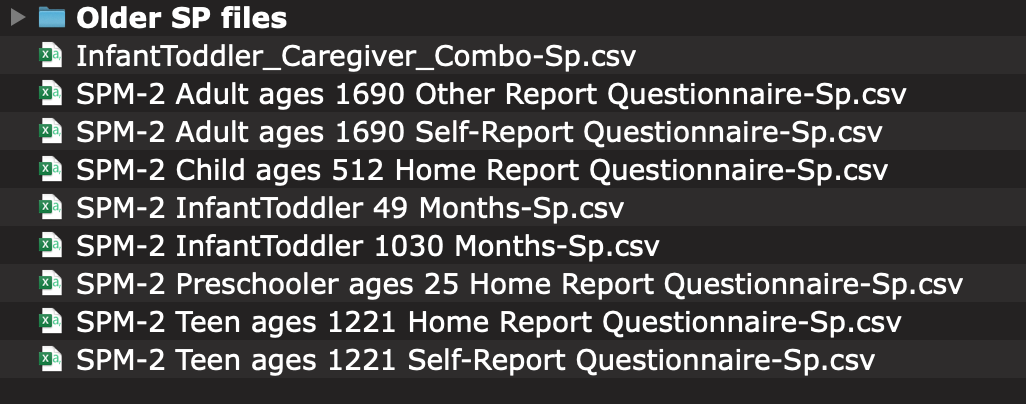 Older SP files
InfantToddler_Caregiver_Combo-Sp.csv
SPM-2 Adult ages 1690 Other Report Questionnaire-Sp.csv
SPM-2 Adult ages 1690 Self-Report Questionnaire-Sp.csv
SPM-2 Child ages 512 Home Report Questionnaire-Sp.csv
SPM-2 InfantToddler 49 Months-Sp.csv
SPM-2 InfantToddler 1030 Months-Sp.csv
SPM-2 Preschooler ages 25 Home Report Questionnaire-Sp.csv
SPM-2 Teen ages 1221 Home Report Questionnaire-Sp.csv
SPM-2 Teen ages 1221 Self-Report Questionnaire-Sp.csv